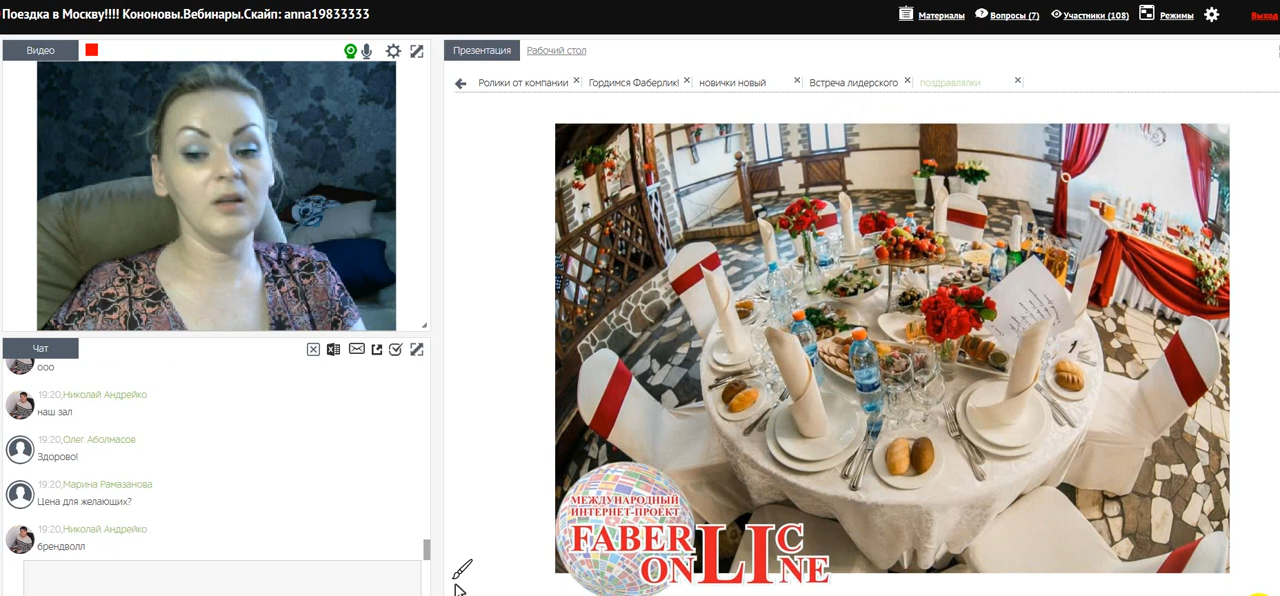 Поездка в Москву!!!! Кононовы.Вебинары.Скайп: anna19833333
Материалы
Вопросы (7)
Участники (108)
Режимы
Выход
Видео
Презентация
Рабочий стол
Ролики от компании
Гордимся Фаберлик!
новички новый
Встреча лидерского
поздравлялки
МЕЖДУНАРОДНЫЙ
ИНТЕРНЕТ-ПРОЕКТ
FABERLIC
ONLINE
Чат
ооо
19:20,Николай Андрейко
наш зал
19:20,Олег Аболмасов
Здорово!
19:20,Марина Рамазанова
Цена для желающих?
19:20,Николай Андрейко
брендволл